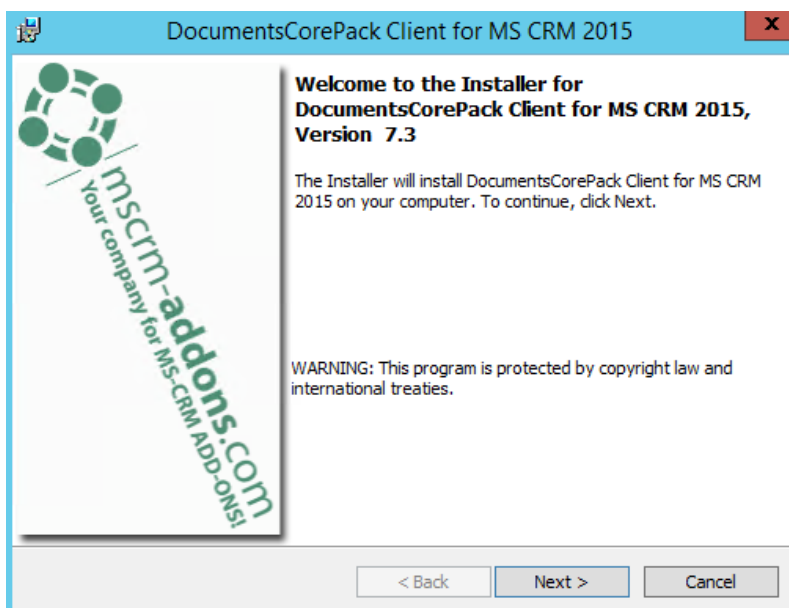 DocumentsCorePack Client for MS CRM 2015
x
Welcome to the Installer for
DocumentsCorePack Client for MS CRM 2015,
Version 7.3
The Installer will install DocumentsCorePack Client for MS CRM
2015 on your computer. To continue, click Next.
mscrm-addons.com
Your company for MS-CRM ADD-ONS!
WARNING: This program is protected by copyright law and
international treaties.
< Back
Next >
Cancel